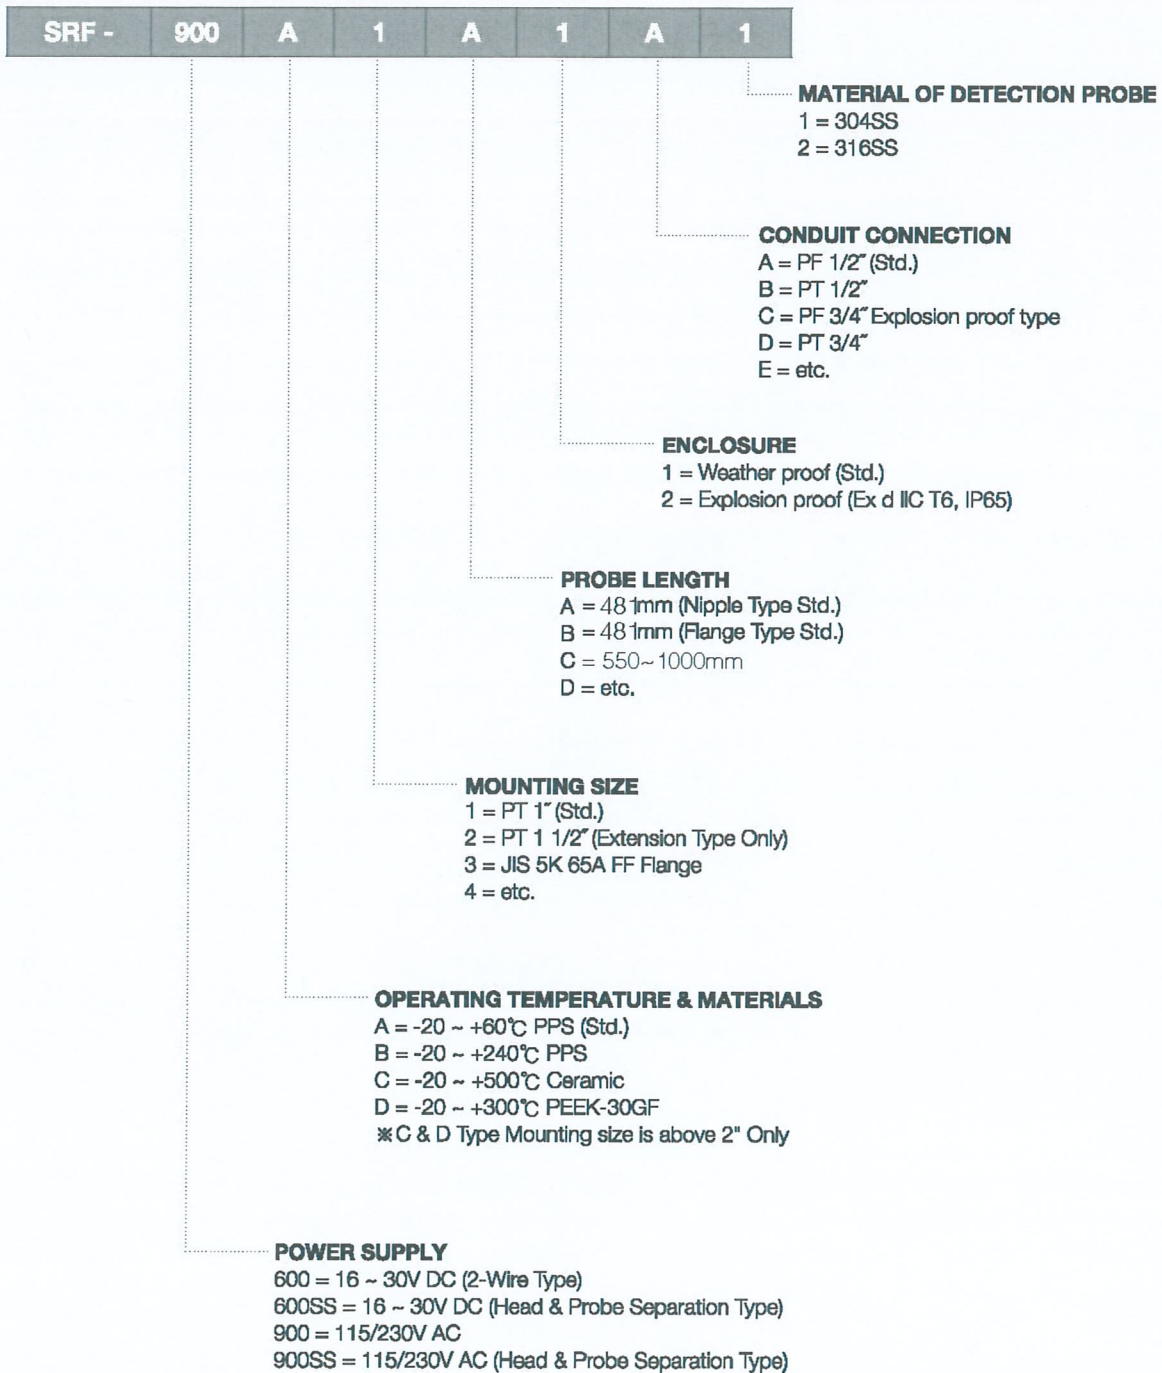 SRF - 900 A 1 A 1 A 1
MATERIAL OF DETECTION PROBE
1 = 304SS
2 = 316SS
CONDUIT CONNECTION
A = PF 1/2˝ (Std.)
B = PT 1/2˝
C = PF 3/4˝ Explosion proof type
D = PT 3/4˝
E = etc.
ENCLOSURE
1 = Weather proof (Std.)
2 = Explosion proof (Ex d IIC T6, IP65)
PROBE LENGTH
A = 481mm (Nipple Type Std.)
B = 481mm (Flange Type Std.)
C = 550~1000mm
D = etc.
MOUNTING SIZE
1 = PT 1˝ (Std.)
2 = PT 1 1/2˝ (Extension Type Only)
3 = JIS 5K 65A FF Flange
4 = etc.
OPERATING TEMPERATURE & MATERIALS
A = -20 ~ +60℃ PPS (Std.)
B = -20 ~ +240℃ PPS
C = -20 ~ +500℃ Ceramic
D = -20 ~ +300℃ PEEK-30GF
※C & D Type Mounting size is above 2" Only
POWER SUPPLY
600 = 16 ~ 30V DC (2-Wire Type)
600SS = 16 ~ 30V DC (Head & Probe Separation Type)
900 = 115/230V AC
900SS = 115/230V AC (Head & Probe Separation Type)